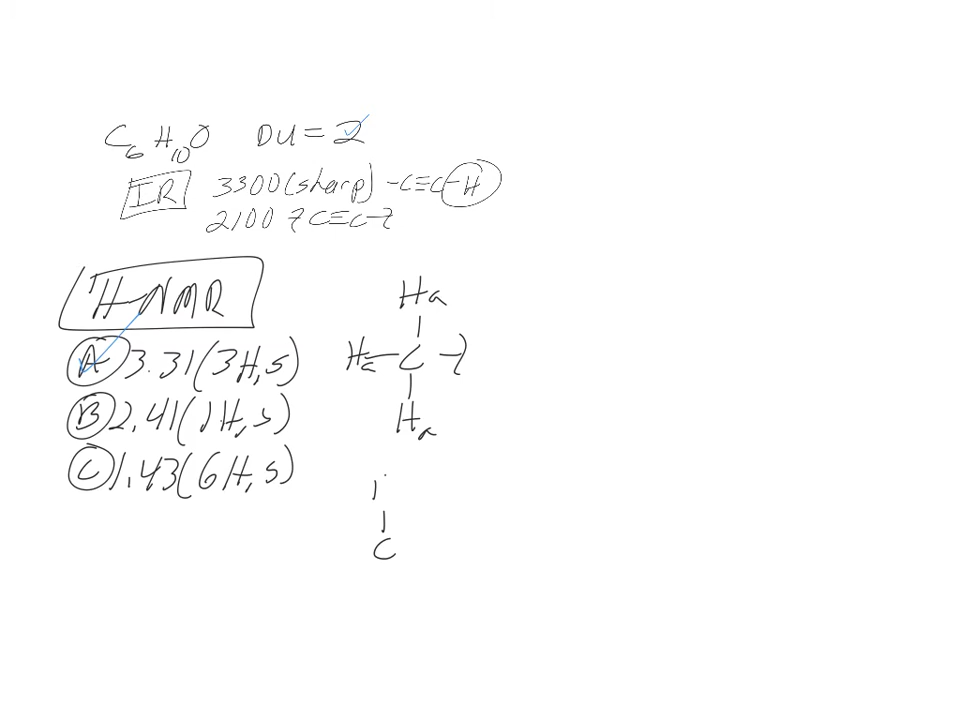 C6H10O DU = 2
IR 3300 (sharp) -C≡C-H
2100 C≡C
1H NMR
A 3.31 (3H, s)
B 2.41 (1H, s)
C 1.43 (6H, s)
Ha
Ha-C-
Ha
C